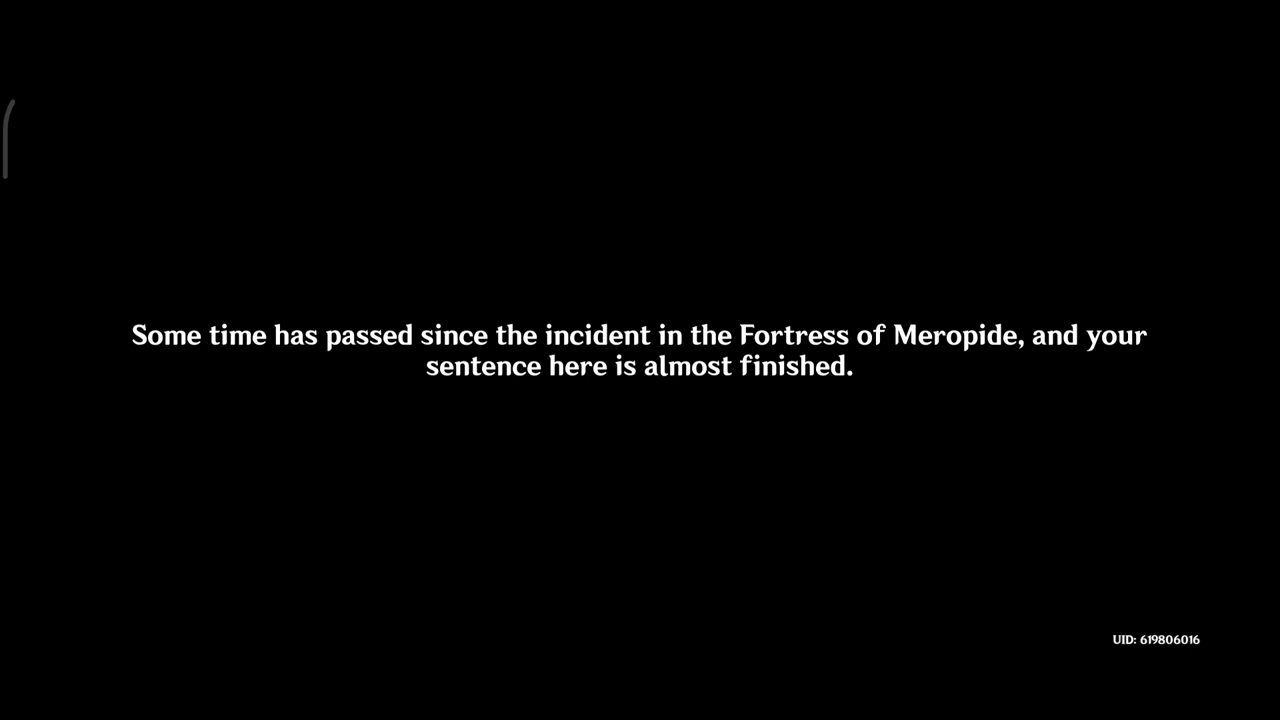 Some time has passed since the incident in the Fortress of Meropide, and your
sentence here is almost finished.
UID: 619806016